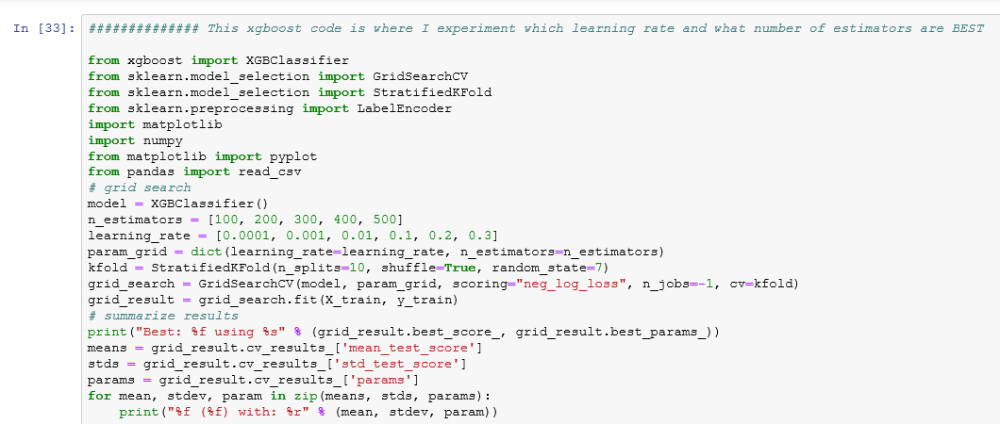 In [33]: ############## This xgboost code is where I experiment which learning rate and what number of estimators are BEST
from xgboost import XGBClassifier
from sklearn.model_selection import GridSearchCV
from sklearn.model_selection import StratifiedKFold
from sklearn.preprocessing import LabelEncoder
import matplotlib
import numpy
from matplotlib import pyplot
from pandas import read_csv
# grid search
model = XGBClassifier()
n_estimators = [100, 200, 300, 400, 500]
learning_rate = [0.0001, 0.001, 0.01, 0.1, 0.2, 0.3]
param_grid = dict(learning_rate=learning_rate, n_estimators=n_estimators)
kfold = StratifiedKFold(n_splits=10, shuffle=True, random_state=7)
grid_search = GridSearchCV(model, param_grid, scoring="neg_log_loss", n_jobs=-1, cv=kfold)
grid_result = grid_search.fit(X_train, y_train)
# summarize results
print("Best: %f using %s" % (grid_result.best_score_, grid_result.best_params_))
means = grid_result.cv_results_['mean_test_score']
stds = grid_result.cv_results_['std_test_score']
params = grid_result.cv_results_['params']
for mean, stdev, param in zip(means, stds, params):
    print("%f (%f) with: %r" % (mean, stdev, param))